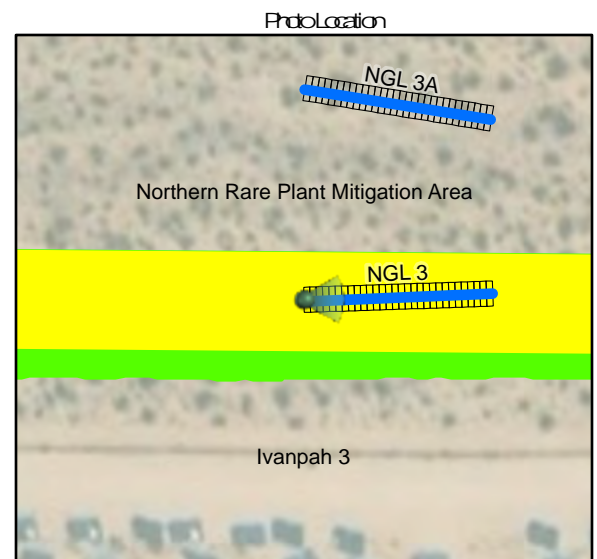 Photo Location
NGL 3A
Northern Rare Plant Mitigation Area
NGL 3
Ivanpah 3